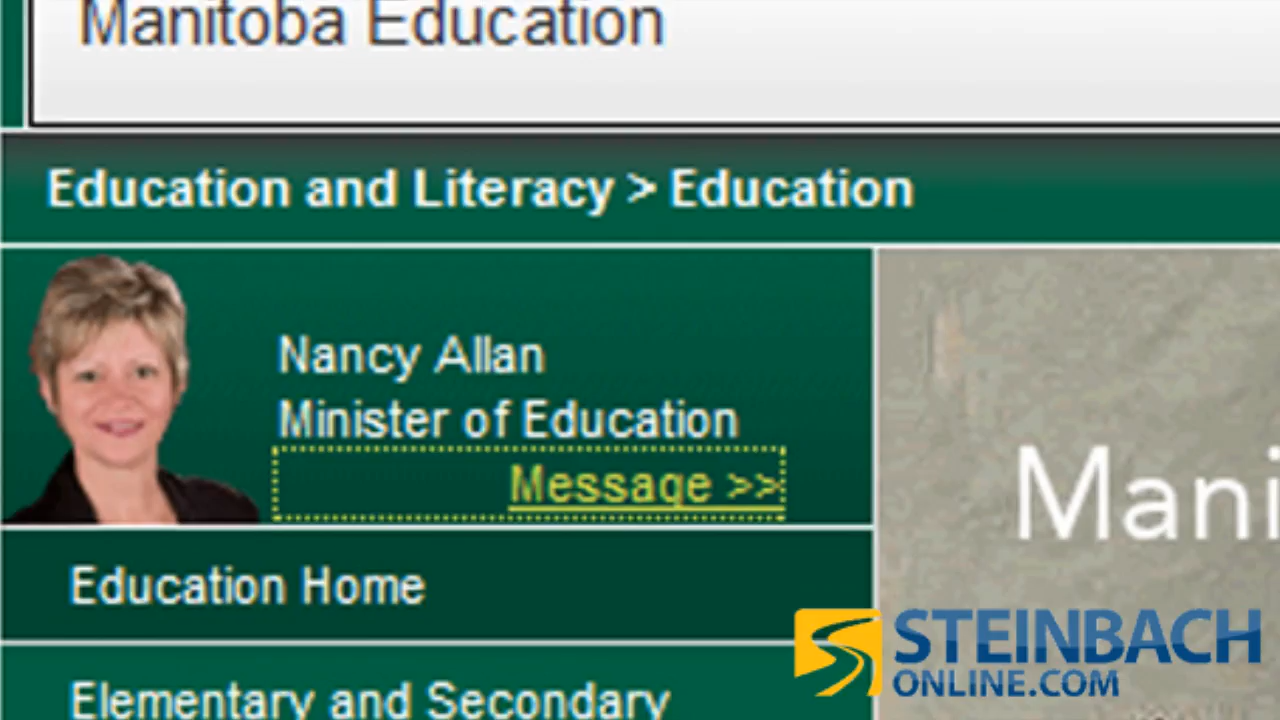 Manitoba Education
Education and Literacy > Education
Nancy Allan
Minister of Education
Message >>
Mani
Education Home
Elementary and Secondary
STEINBACH
ONLINE.COM